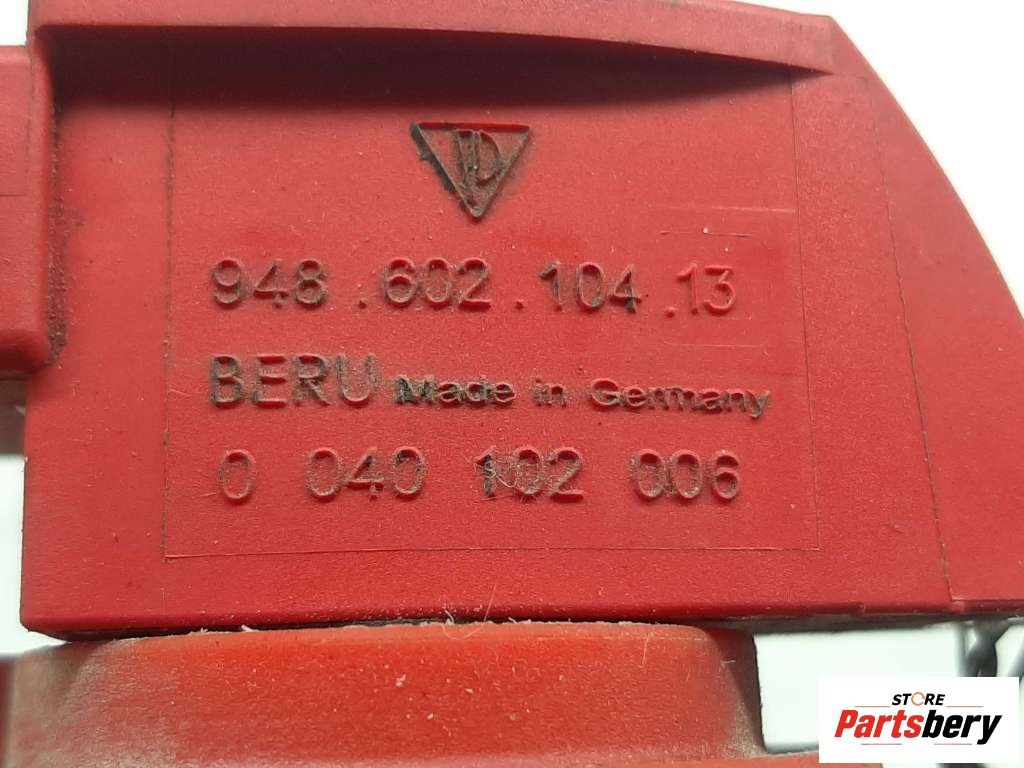 948.602.104.13
BERU Made in Germany
0 040 102 006
STORE
Partsbery